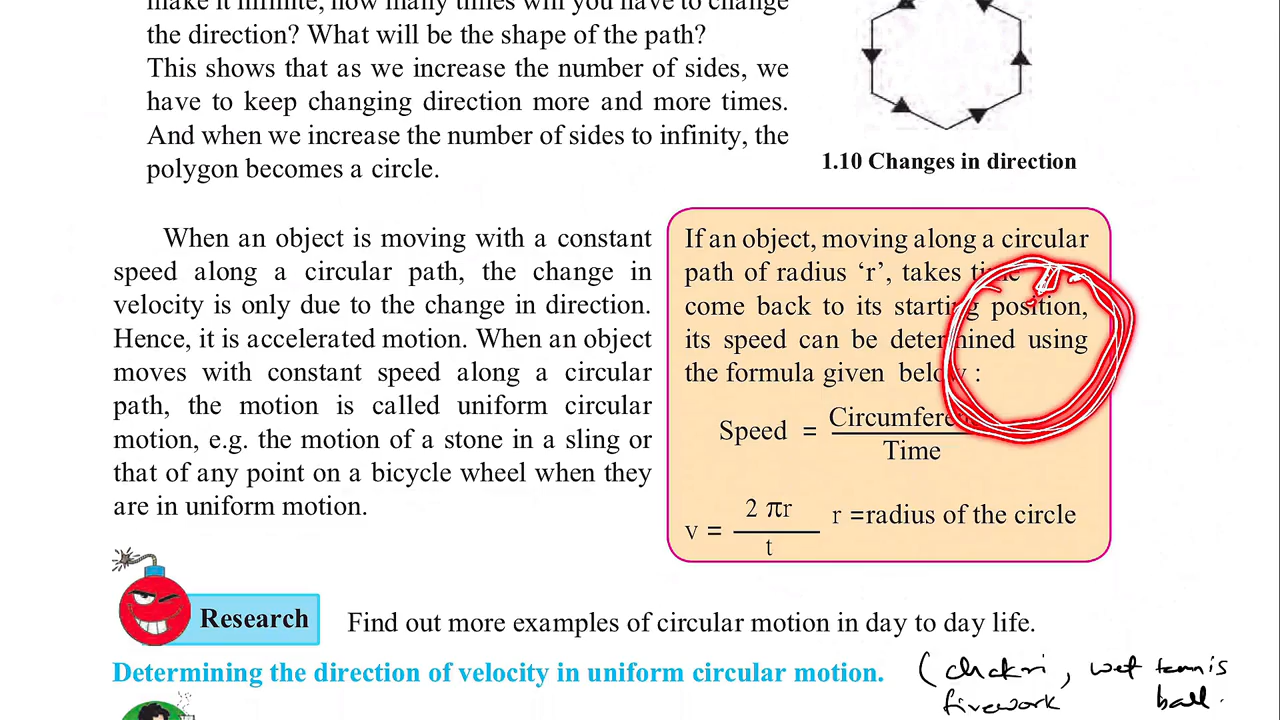 make it infinite, how many times will you have to change
the direction? What will be the shape of the path?
This shows that as we increase the number of sides, we
have to keep changing direction more and more times.
And when we increase the number of sides to infinity, the
polygon becomes a circle.
1.10 Changes in direction
When an object is moving with a constant
speed along a circular path, the change in
velocity is only due to the change in direction.
Hence, it is accelerated motion. When an object
moves with constant speed along a circular
path, the motion is called uniform circular
motion, e.g. the motion of a stone in a sling or
that of any point on a bicycle wheel when they
are in uniform motion.
If an object, moving along a circular
path of radius ‘r’, takes time
come back to its starting position,
its speed can be determined using
the formula given below :
Speed = Circumference
Time
v = 2 πr r =radius of the circle
t
Research Find out more examples of circular motion in day to day life.
Determining the direction of velocity in uniform circular motion.
(chakri, wet tennis
firework ball.